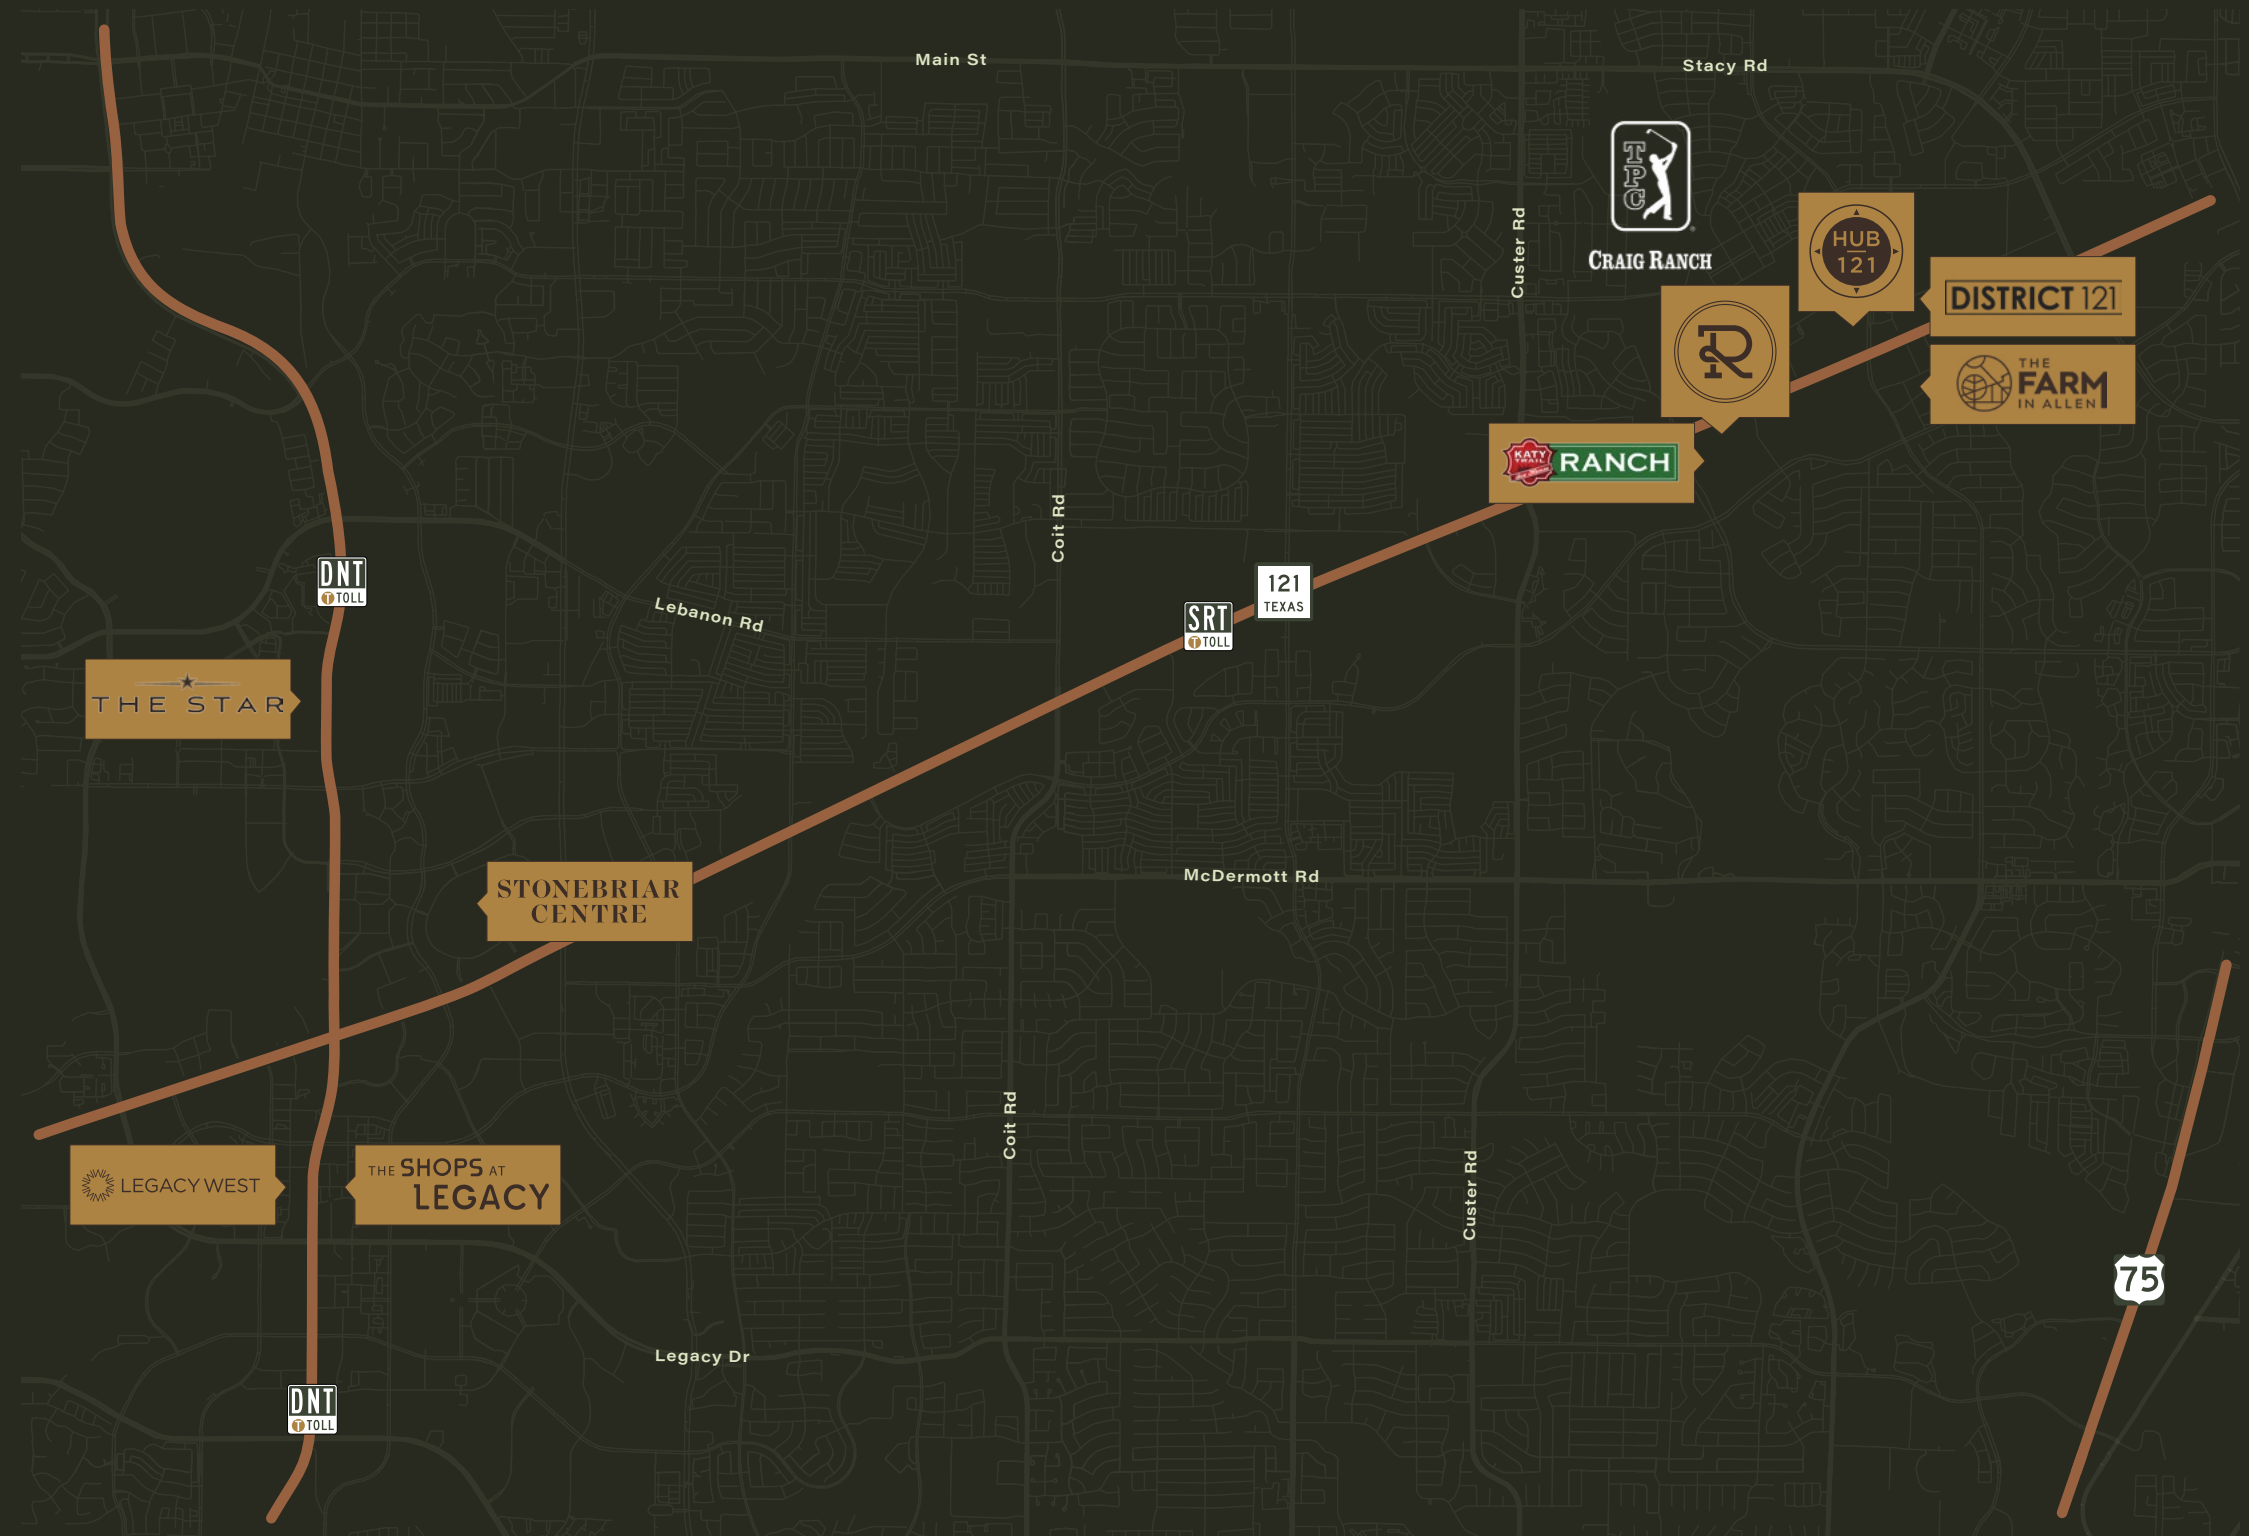 Main St
Stacy Rd
TPC
CRAIG RANCH
Custer Rd
HUB
121
DISTRICT 121
R
THE
FARM
IN ALLEN
KATY
TRAIL
RANCH
Coit Rd
DNT
T TOLL
121
TEXAS
SRT
T TOLL
Lebanon Rd
THE STAR
STONEBRIAR
CENTRE
McDermott Rd
Coit Rd
Custer Rd
LEGACY WEST
THE SHOPS AT
LEGACY
75
Legacy Dr
DNT
T TOLL